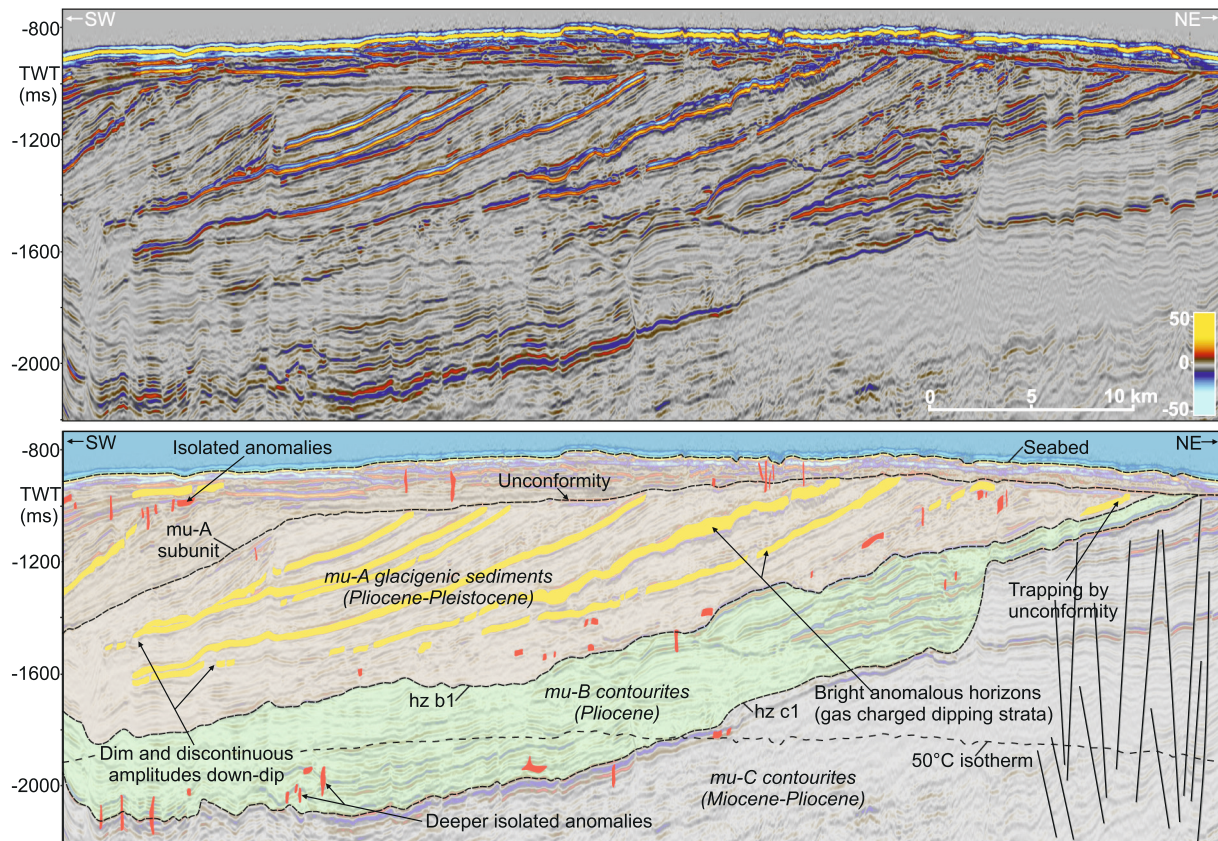 ←SW
NE→
-800
TWT
(ms)
-1200
-1600
-2000
50
0
-50
0 5 10 km
←SW
NE→
-800
Isolated anomalies
Seabed
TWT
(ms)
Unconformity
mu-A
subunit
-1200
mu-A glacigenic sediments
(Pliocene-Pleistocene)
Trapping by
unconformity
-1600
hz b1
mu-B contourites
(Pliocene)
Bright anomalous horizons
(gas charged dipping strata)
hz c1
Dim and discontinuous
amplitudes down-dip
50°C isotherm
-2000
mu-C contourites
(Miocene-Pliocene)
Deeper isolated anomalies